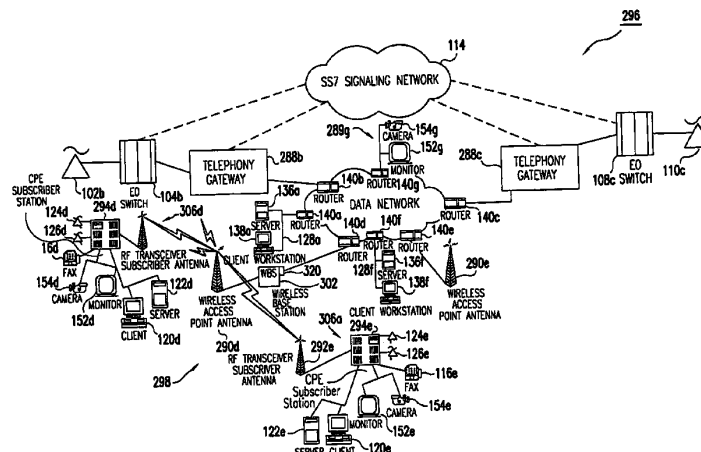 296
114
SS7 SIGNALING NETWORK
289g
154g
CAMERA
152g
MONITOR
288b
TELEPHONY GATEWAY
288c
TELEPHONY GATEWAY
108c
EO SWITCH
110c
102b
EO SWITCH
104b
CPE SUBSCRIBER STATION
294d
124d
126d
16d
FAX
154d
CAMERA
152d
MONITOR
122d
SERVER
CLIENT
120d
306d
RF TRANSCEIVER SUBSCRIBER ANTENNA
136a
SERVER
138a
CLIENT WORKSTATION
128a
140b
ROUTER
ROUTER
140g
DATA NETWORK
140a
ROUTER
140d
ROUTER
140f
ROUTER
140e
ROUTER
140c
ROUTER
128f
136f
SERVER
138f
CLIENT WORKSTATION
290e
WIRELESS ACCESS POINT ANTENNA
WBS
320
302
WIRELESS BASE STATION
WIRELESS ACCESS POINT ANTENNA
290d
298
RF TRANSCEIVER SUBSCRIVER ANTENNA
292e
306a
294e
124e
126e
116e
FAX
CPE Subscriber Station
154e
CAMERA
MONITOR
152e
122e
SERVER
CLIENT
120e